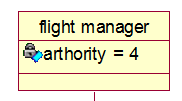 flight manager
arthority = 4